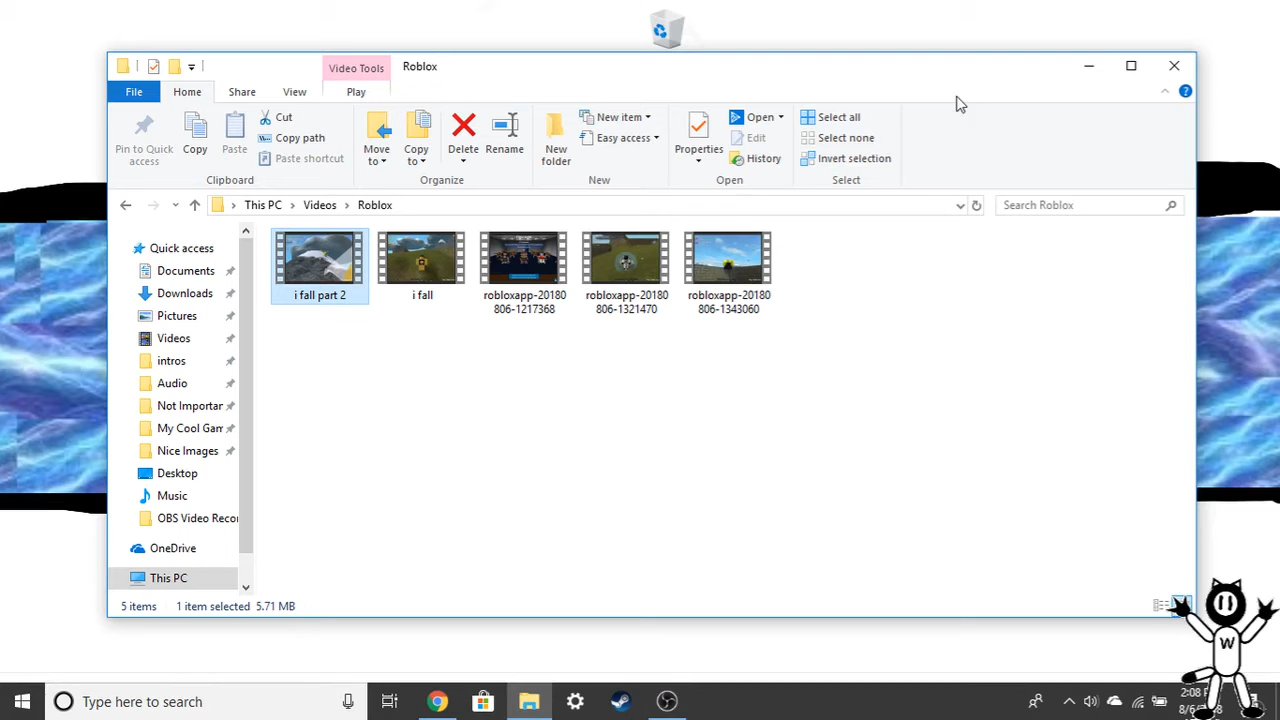 Video Tools Roblox
File Home Share View Play
Pin to Quick access
Copy
Paste
Cut
Copy path
Paste shortcut
Clipboard
Move to
Copy to
Delete
Rename
Organize
New folder
New item
Easy access
New
Properties
Open
Edit
History
Open
Select all
Select none
Invert selection
Select
This PC > Videos > Roblox
Search Roblox
Quick access
Documents
Downloads
Pictures
Videos
intros
Audio
Not Importar
My Cool Gam
Nice Images
Desktop
Music
OBS Video Recor
OneDrive
This PC
i fall part 2
i fall
robloxapp-20180
806-1217368
robloxapp-20180
806-1321470
robloxapp-20180
806-1343060
5 items 1 item selected 5.71 MB
W
Type here to search
2:08